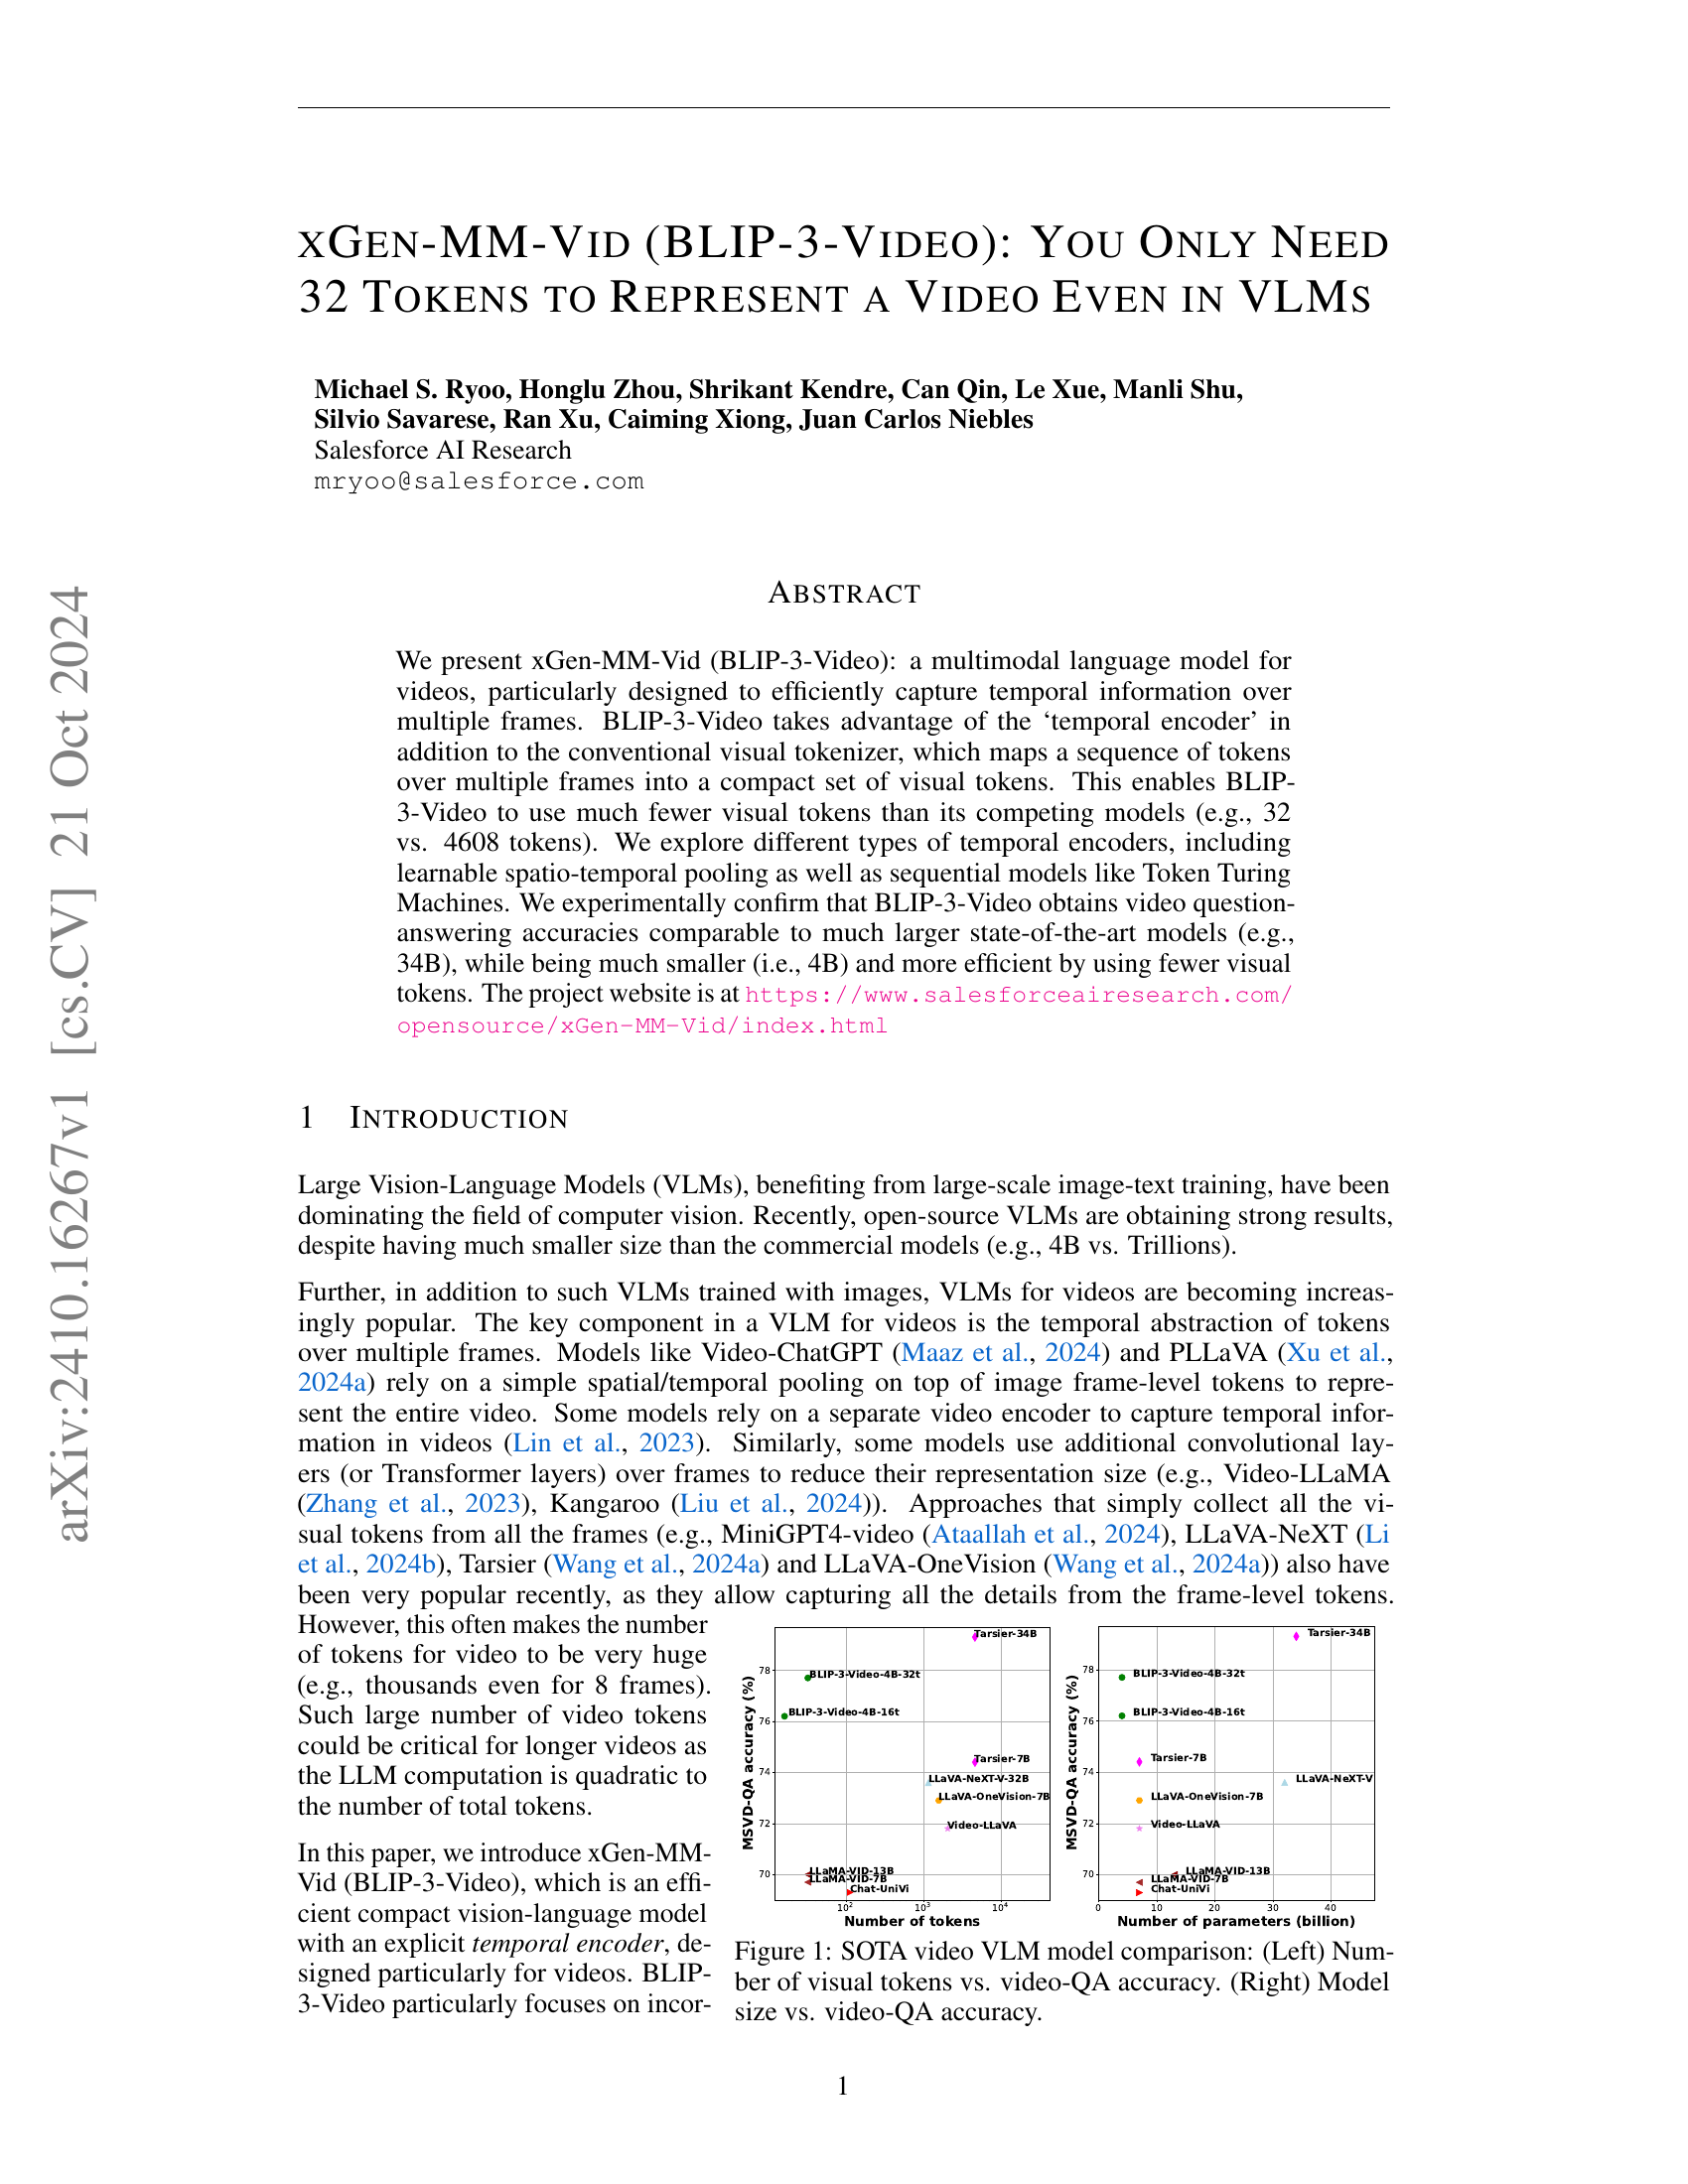 arXiv:2410.16267v1 [cs.CV] 21 Oct 2024
XGEN-MM-VID (BLIP-3-VIDEO): YOU ONLY NEED
32 TOKENS TO REPRESENT A VIDEO EVEN IN VLMS
Michael S. Ryoo, Honglu Zhou, Shrikant Kendre, Can Qin, Le Xue, Manli Shu,
Silvio Savarese, Ran Xu, Caiming Xiong, Juan Carlos Niebles
Salesforce AI Research
mryoo@salesforce.com
ABSTRACT
We present xGen-MM-Vid (BLIP-3-Video): a multimodal language model for
videos, particularly designed to efficiently capture temporal information over
multiple frames. BLIP-3-Video takes advantage of the ‘temporal encoder’ in
addition to the conventional visual tokenizer, which maps a sequence of tokens
over multiple frames into a compact set of visual tokens. This enables BLIP-
3-Video to use much fewer visual tokens than its competing models (e.g., 32
vs. 4608 tokens). We explore different types of temporal encoders, including
learnable spatio-temporal pooling as well as sequential models like Token Turing
Machines. We experimentally confirm that BLIP-3-Video obtains video question-
answering accuracies comparable to much larger state-of-the-art models (e.g.,
34B), while being much smaller (i.e., 4B) and more efficient by using fewer visual
tokens. The project website is at https://www.salesforceairesearch.com/
opensource/xGen-MM-Vid/index.html
1 INTRODUCTION
Large Vision-Language Models (VLMs), benefiting from large-scale image-text training, have been
dominating the field of computer vision. Recently, open-source VLMs are obtaining strong results,
despite having much smaller size than the commercial models (e.g., 4B vs. Trillions).
Further, in addition to such VLMs trained with images, VLMs for videos are becoming increas-
ingly popular. The key component in a VLM for videos is the temporal abstraction of tokens
over multiple frames. Models like Video-ChatGPT (Maaz et al., 2024) and PLLaVA (Xu et al.,
2024a) rely on a simple spatial/temporal pooling on top of image frame-level tokens to repre-
sent the entire video. Some models rely on a separate video encoder to capture temporal infor-
mation in videos (Lin et al., 2023). Similarly, some models use additional convolutional lay-
ers (or Transformer layers) over frames to reduce their representation size (e.g., Video-LLaMA
(Zhang et al., 2023), Kangaroo (Liu et al., 2024)). Approaches that simply collect all the vi-
sual tokens from all the frames (e.g., MiniGPT4-video (Ataallah et al., 2024), LLaVA-NeXT (Li
et al., 2024b), Tarsier (Wang et al., 2024a) and LLaVA-OneVision (Wang et al., 2024a)) also have
been very popular recently, as they allow capturing all the details from the frame-level tokens.
However, this often makes the number
of tokens for video to be very huge
(e.g., thousands even for 8 frames).
Such large number of video tokens
could be critical for longer videos as
the LLM computation is quadratic to
the number of total tokens.
In this paper, we introduce xGen-MM-
Vid (BLIP-3-Video), which is an effi-
cient compact vision-language model
with an explicit temporal encoder, de-
signed particularly for videos. BLIP-
3-Video particularly focuses on incor-
MSVD-QA accuracy (%)
78
76
74
72
70
Tarsier-34B
BLIP-3-Video-4B-32t
BLIP-3-Video-4B-16t
Tarsier-7B
LLaVA-NeXT-V-32B
LLaVA-OneVision-7B
Video-LLaVA
LLaMA-VID-13B
LLaMA-VID-7B
Chat-UniVi
10² 10³ 10⁴
Number of tokens
MSVD-QA accuracy (%)
78
76
74
72
70
Tarsier-34B
BLIP-3-Video-4B-32t
BLIP-3-Video-4B-16t
Tarsier-7B
LLaVA-NeXT-V
LLaVA-OneVision-7B
Video-LLaVA
LLaMA-VID-13B
LLaMA-VID-7B
Chat-UniVi
0 10 20 30 40
Number of parameters (billion)
Figure 1: SOTA video VLM model comparison: (Left) Num-
ber of visual tokens vs. video-QA accuracy. (Right) Model
size vs. video-QA accuracy.
1